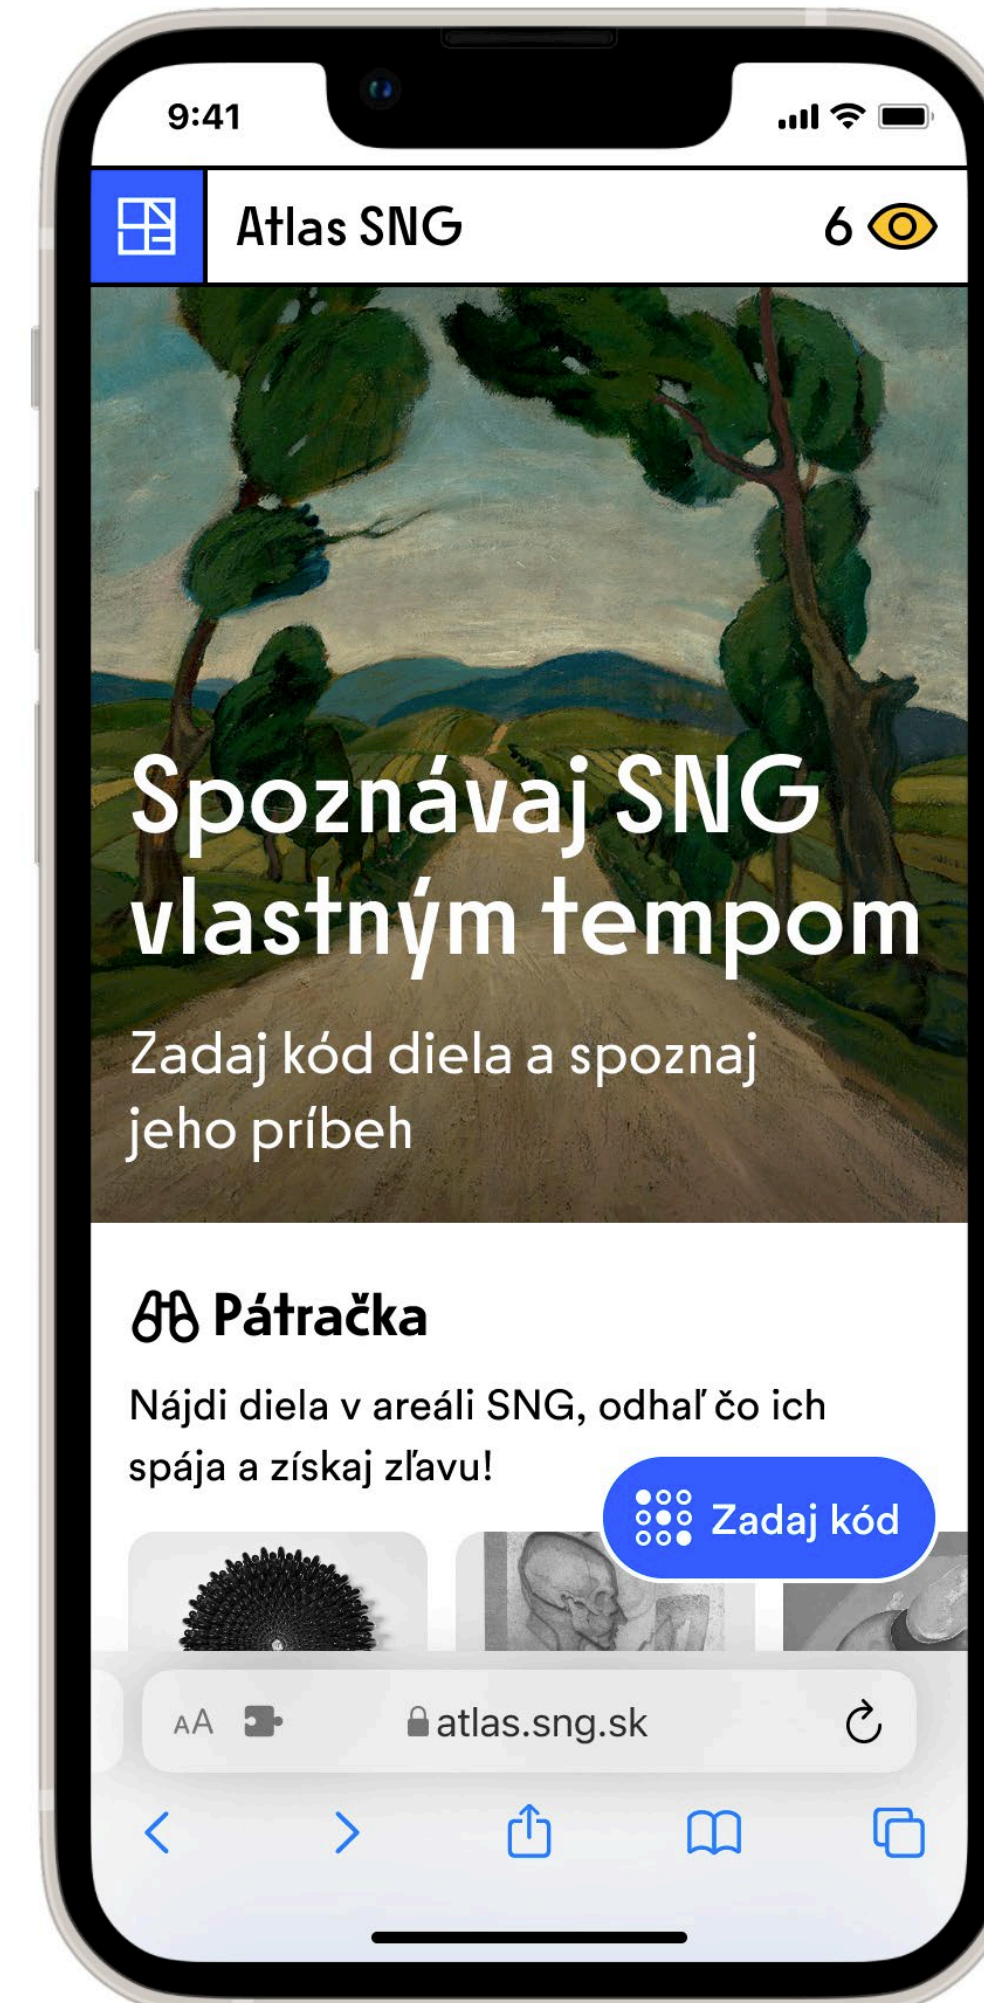 9:41
Atlas SNG
6
Spoznávaj SNG
vlastným tempom
Zadaj kód diela a spoznaj
jeho príbeh
Pátračka
Nájdi diela v areáli SNG, odhaľ čo ich
spája a získaj zľavu!
Zadaj kód
AA
atlas.sng.sk